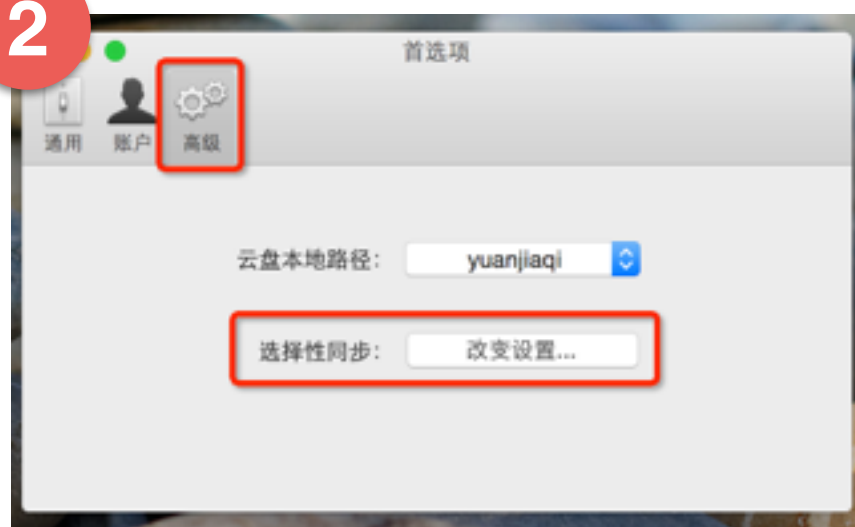 2
首选项
通用 账户 高级
云盘本地路径: yuanjiaqi
选择性同步: 改变设置...